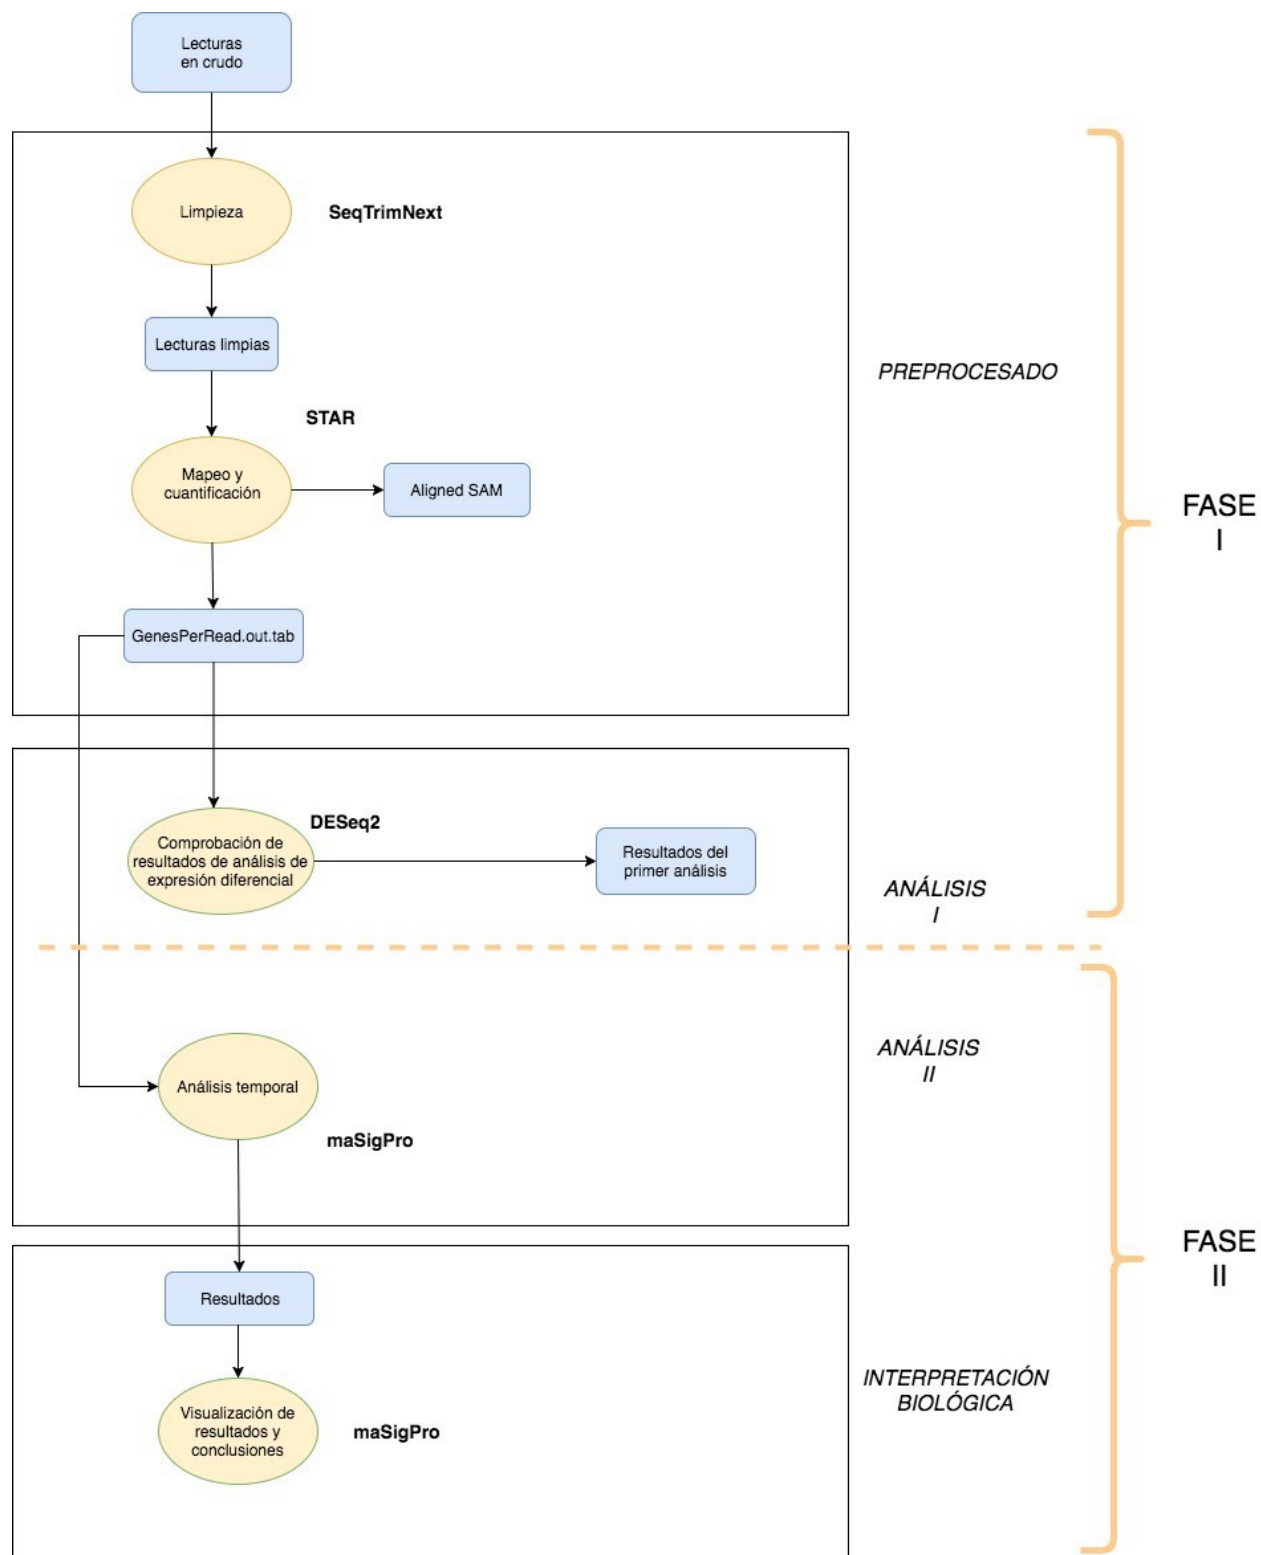 Lecturas
en crudo
Limpieza
SeqTrimNext
Lecturas limpias
PREPROCESADO
STAR
Mapeo y
cuantificación
Aligned SAM
FASE
I
GenesPerRead.out.tab
DESeq2
Comprobación de
resultados de análisis de
expresión diferencial
Resultados del
primer análisis
ANÁLISIS
I
ANÁLISIS
II
Análisis temporal
maSigPro
FASE
II
Resultados
INTERPRETACIÓN
BIOLÓGICA
Visualización de
resultados y
conclusiones
maSigPro